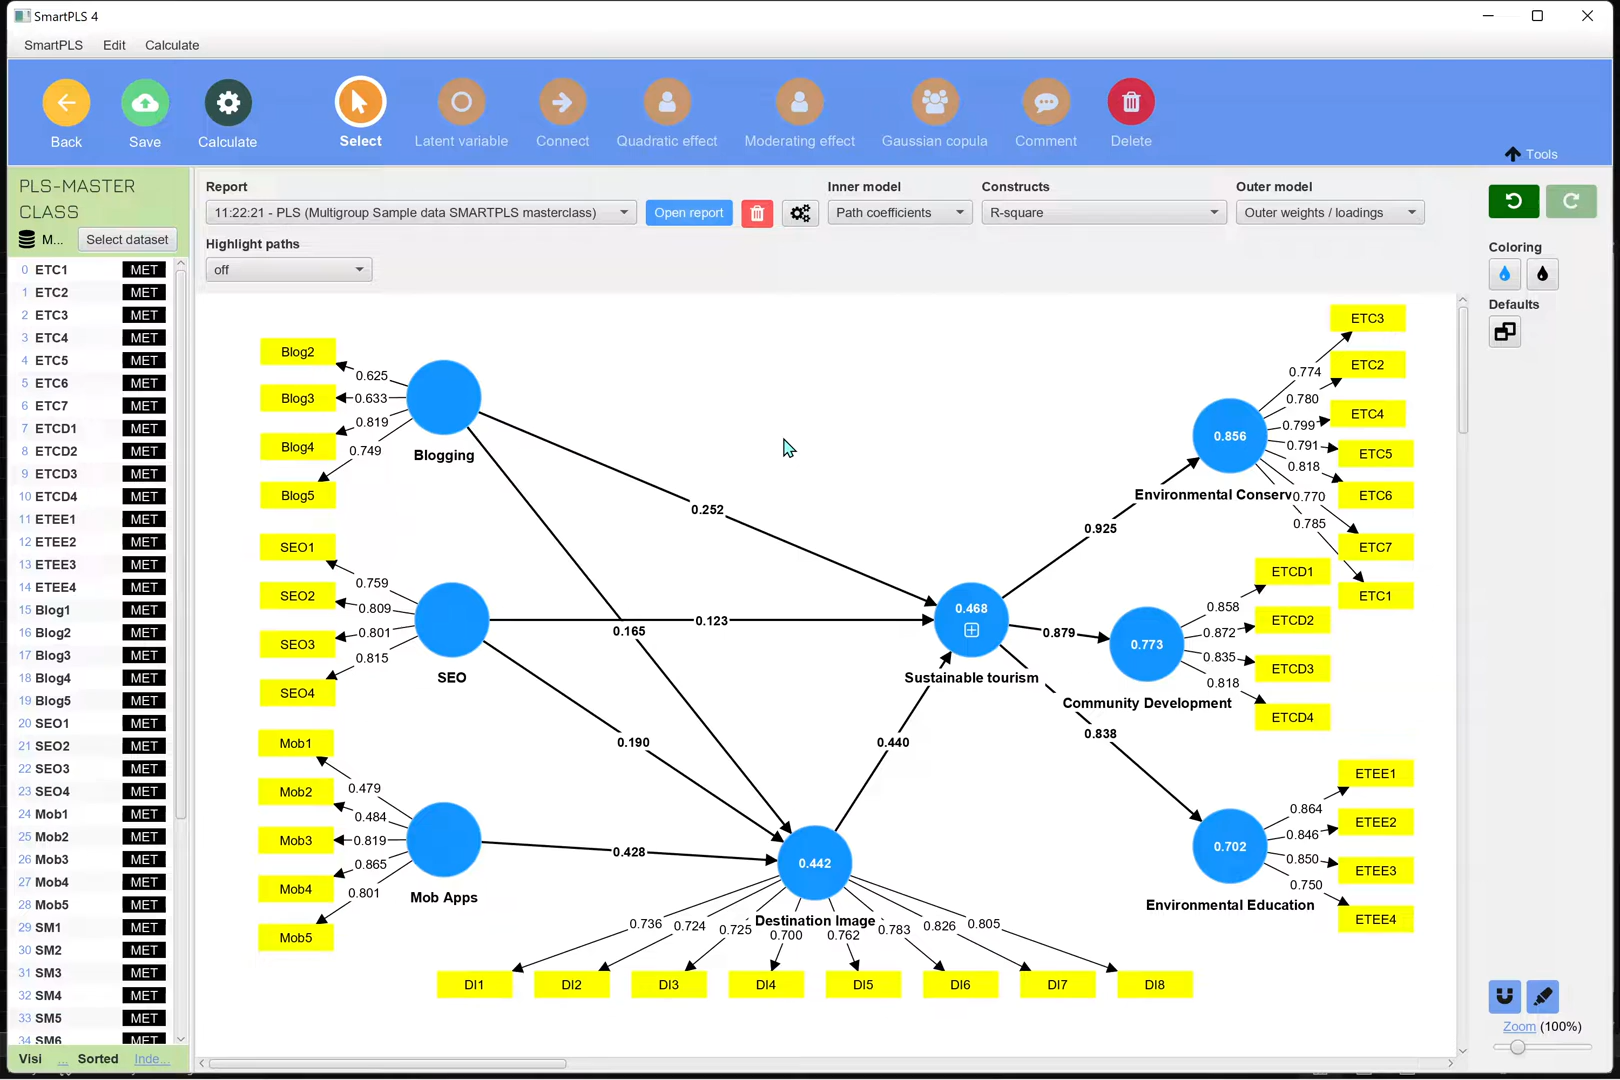 SmartPLS 4
SmartPLS Edit Calculate
Back Save Calculate Select Latent variable Connect Quadratic effect Moderating effect Gaussian copula Comment Delete
Tools
PLS-MASTER
CLASS
M... Select dataset
0 ETC1 MET
1 ETC2 MET
2 ETC3 MET
3 ETC4 MET
4 ETC5 MET
5 ETC6 MET
6 ETC7 MET
7 ETCD1 MET
8 ETCD2 MET
9 ETCD3 MET
10 ETCD4 MET
11 ETEE1 MET
12 ETEE2 MET
13 ETEE3 MET
14 ETEE4 MET
15 Blog1 MET
16 Blog2 MET
17 Blog3 MET
18 Blog4 MET
19 Blog5 MET
20 SEO1 MET
21 SEO2 MET
22 SEO3 MET
23 SEO4 MET
24 Mob1 MET
25 Mob2 MET
26 Mob3 MET
27 Mob4 MET
28 Mob5 MET
29 SM1 MET
30 SM2 MET
31 SM3 MET
32 SM4 MET
33 SM5 MET
34 SM6 MET
Visi ... Sorted Inde...
Report Inner model Constructs Outer model
11:22:21 - PLS (Multigroup Sample data SMARTPLS masterclass) Open report Path coefficients R-square Outer weights / loadings
Highlight paths
off
Blog2
Blog3
Blog4
Blog5
0.625
0.633
0.819
0.749
Blogging
SEO1
SEO2
SEO3
SEO4
0.759
0.809
0.801
0.815
SEO
Mob1
Mob2
Mob3
Mob4
Mob5
0.479
0.484
0.819
0.865
0.801
Mob Apps
0.252
0.123
0.165
0.190
0.428
0.440
0.468
Sustainable tourism
0.442
Destination Image
0.736 0.724 0.725 0.700 0.762 0.783 0.826 0.805
DI1 DI2 DI3 DI4 DI5 DI6 DI7 DI8
0.925
0.879
0.838
0.856
Environmental Conserv
0.774
0.780
0.799
0.791
0.818
0.770
0.785
ETC3
ETC2
ETC4
ETC5
ETC6
ETC7
ETC1
0.773
Community Development
0.858
0.872
0.835
0.818
ETCD1
ETCD2
ETCD3
ETCD4
0.702
Environmental Education
0.864
0.846
0.850
0.750
ETEE1
ETEE2
ETEE3
ETEE4
Coloring
Defaults
Zoom (100%)